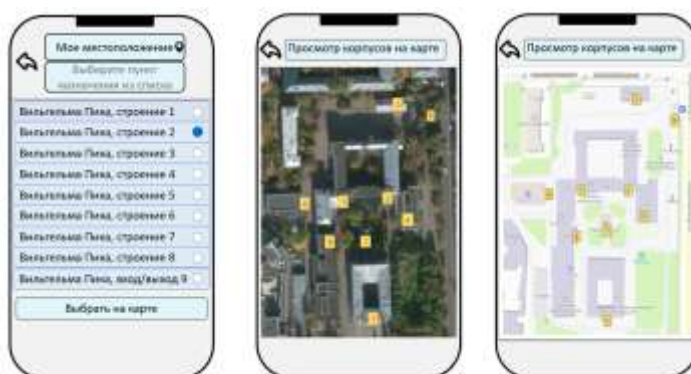 Мое местоположение
Выберите пункт
назначения из списка
Вильгельма Пика, строение 1
Вильгельма Пика, строение 2
Вильгельма Пика, строение 3
Вильгельма Пика, строение 4
Вильгельма Пика, строение 5
Вильгельма Пика, строение 6
Вильгельма Пика, строение 7
Вильгельма Пика, строение 8
Вильгельма Пика, вход/выход 9
Выбрать на карте
Просмотр корпусов на карте
Просмотр корпусов на карте